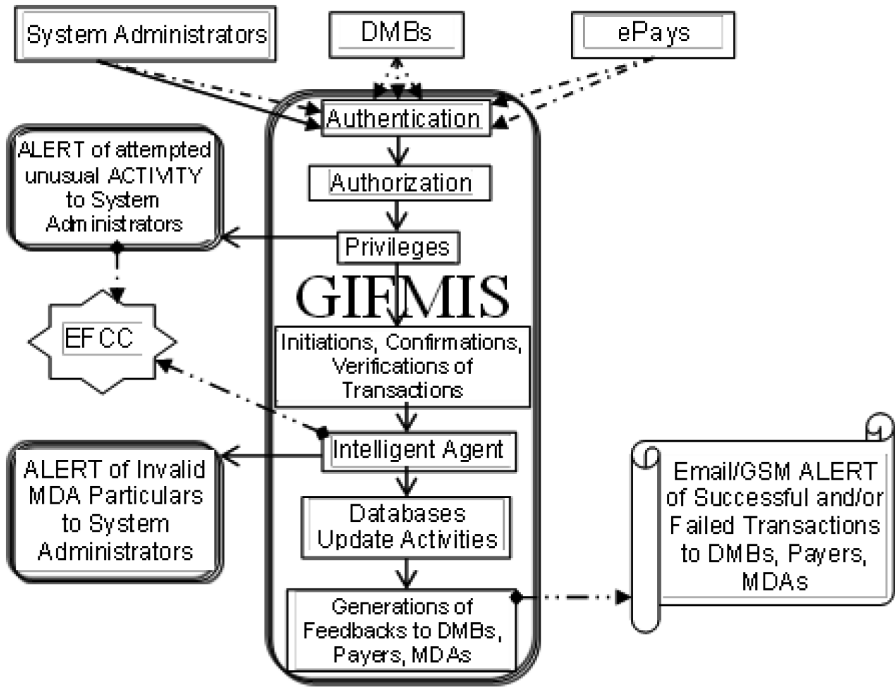 System Administrators
DMBs
ePays
Authentication
ALERT of attempted
unusual ACTIVITY
to System
Administrators
Authorization
Privileges
GIFMIS
EFCC
Initiations, Confirmations,
Verifications of
Transactions
Intelligent Agent
ALERT of Invalid
MDA Particulars
to System
Administrators
Databases
Update Activities
Email/GSM ALERT
of Successful and/or
Failed Transactions
to DMBs, Payers,
MDAs
Generations of
Feedbacks to DMBs,
Payers, MDAs